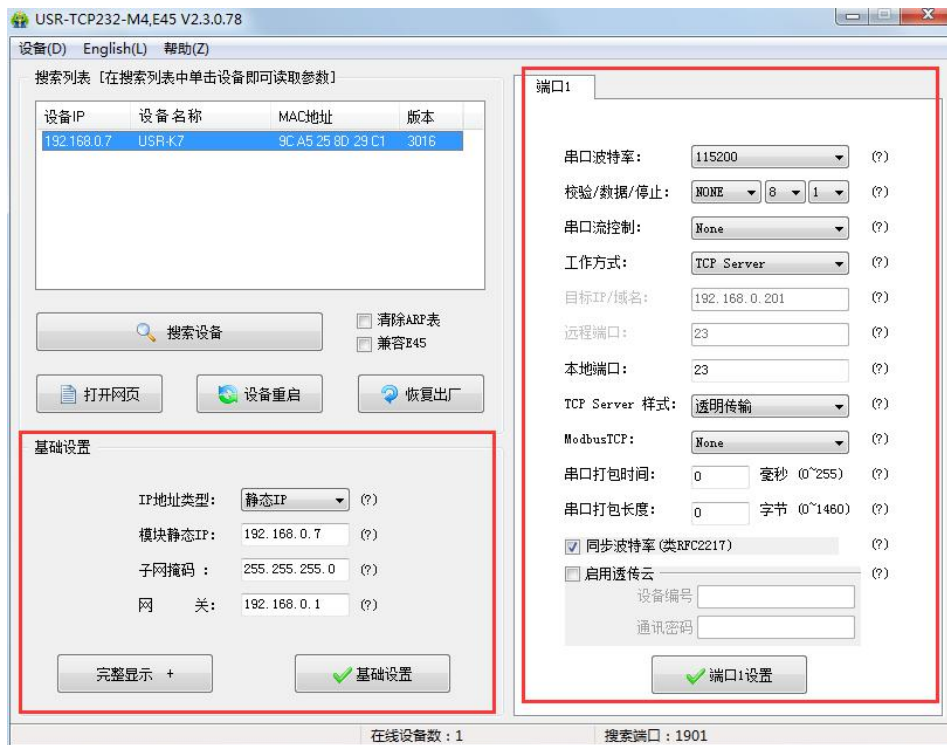 USR-TCP232-M4,E45 V2.3.0.78
设备(D) English(L) 帮助(Z)
搜索列表 [在搜索列表中单击设备即可读取参数]
设备IP 设备名称 MAC地址 版本
192.168.0.7 USR-K7 9C A5 25 8D 29 C1 3016
搜索设备
清除ARP表
兼容E45
打开网页 设备重启 恢复出厂
基础设置
IP地址类型: 静态IP (?)
模块静态IP: 192.168.0.7 (?)
子网掩码 : 255.255.255.0 (?)
网 关: 192.168.0.1 (?)
完整显示 + 基础设置
端口1
串口波特率: 115200 (?)
校验/数据/停止: NONE 8 1 (?)
串口流控制: None (?)
工作方式: TCP Server (?)
目标IP/域名: 192.168.0.201 (?)
远程端口: 23 (?)
本地端口: 23 (?)
TCP Server 样式: 透明传输 (?)
ModbusTCP: None (?)
串口打包时间: 0 毫秒 (0~255) (?)
串口打包长度: 0 字节 (0~1460) (?)
同步波特率(类RFC2217) (?)
启用透传云 (?)
设备编号
通讯密码
端口1设置
在线设备数:1 搜索端口:1901